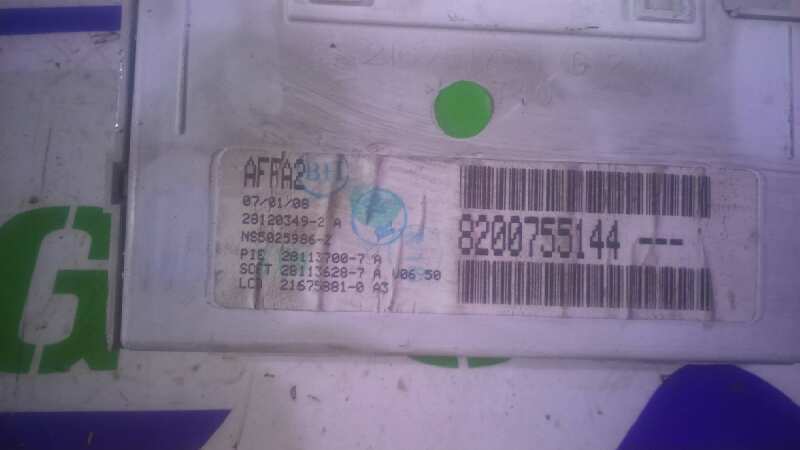 AFFA2
07/01/08
28120349-2 A
NS5025986-Z
PIE 28113700-7 A
SOFT 28113628-7 A V06.50
LCD 21675881-0 A3
8200755144 ---
G